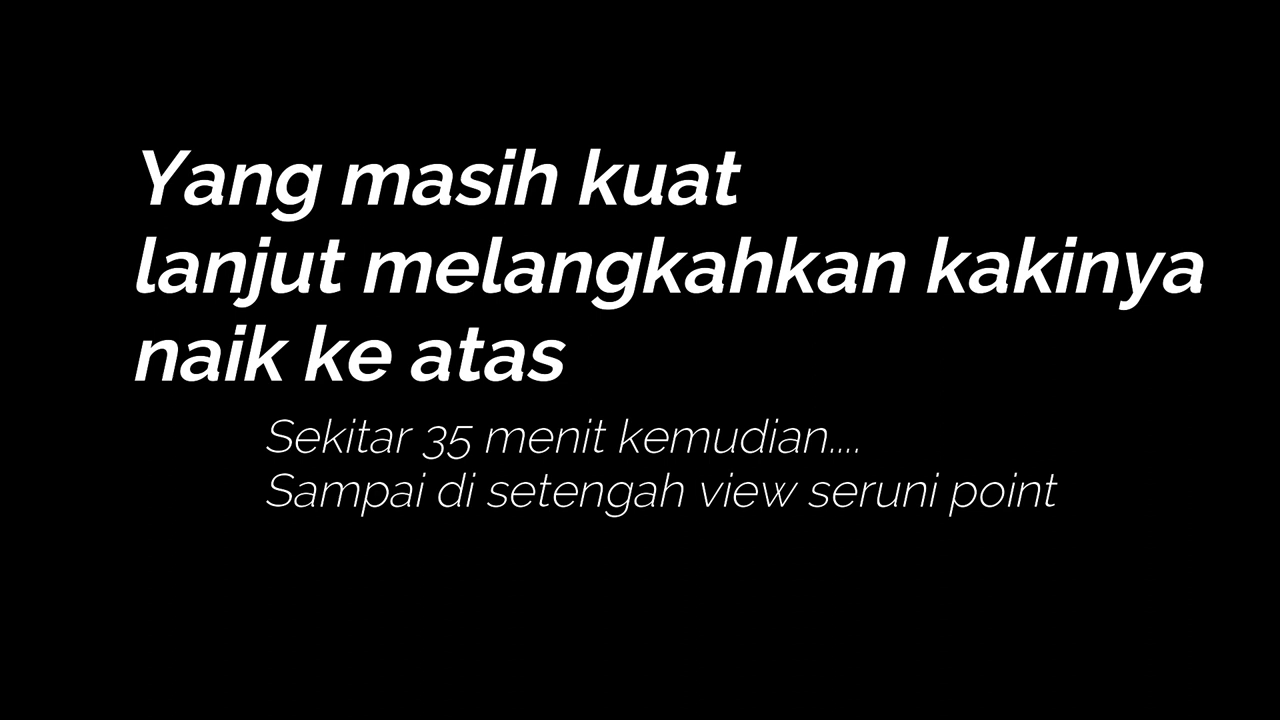 Yang masih kuat
lanjut melangkahkan kakinya
naik ke atas
Sekitar 35 menit kemudian....
Sampai di setengah view seruni point